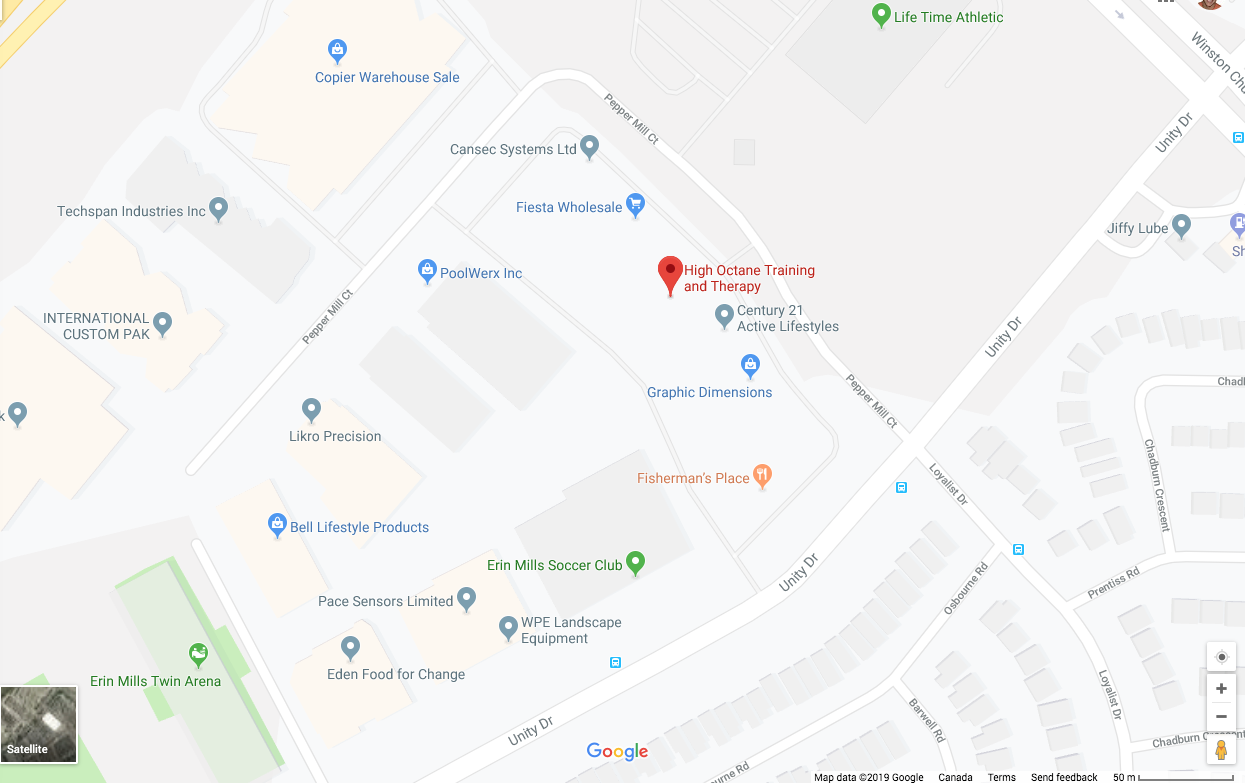 Life Time Athletic
Winston Chu
Copier Warehouse Sale
Pepper Mill Ct
Unity Dr
Cansec Systems Ltd
Techspan Industries Inc
Fiesta Wholesale
Jiffy Lube
Sh
PoolWerx Inc
High Octane Training
and Therapy
Pepper Mill Ct
INTERNATIONAL
CUSTOM PAK
Century 21
Active Lifestyles
Unity Dr
Graphic Dimensions
Pepper Mill Ct
Chadl
k
Likro Precision
Chadburn Crescent
Fisherman's Place
Loyalist Dr
Bell Lifestyle Products
Erin Mills Soccer Club
Unity Dr
Osbourne Rd
Prentiss Rd
Pace Sensors Limited
WPE Landscape
Equipment
Eden Food for Change
Erin Mills Twin Arena
Loyalist Dr
Barwell Rd
Unity Dr
Chadburn Crescent
Satellite
Google
urne Rd
Map data ©2019 Google Canada Terms Send feedback 50 m